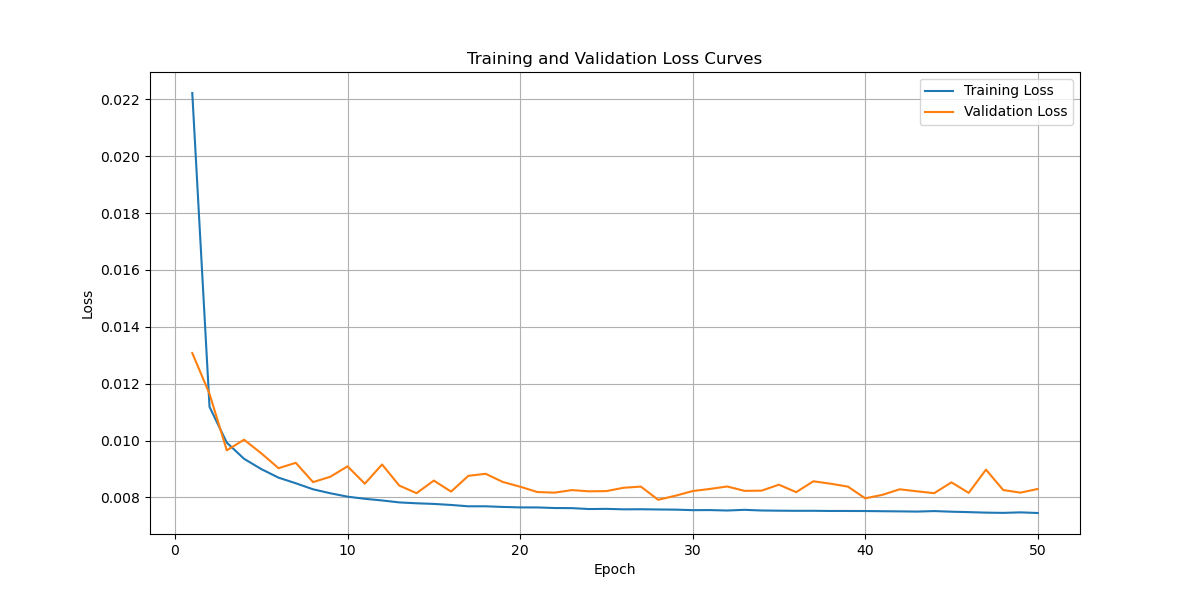 Training and Validation Loss Curves
Training Loss
Validation Loss
0.022
0.020
0.018
0.016
0.014
0.012
0.010
0.008
Loss
0 10 20 30 40 50
Epoch